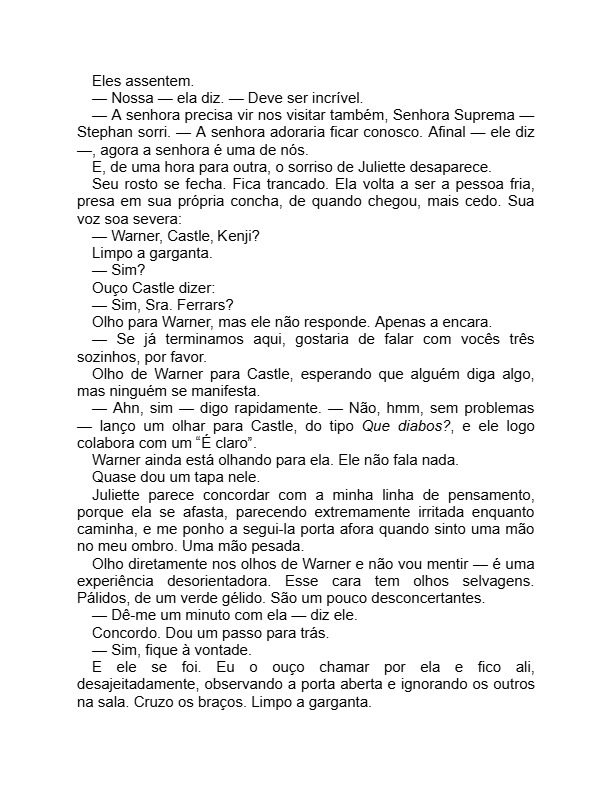 Eles assentem.
— Nossa — ela diz. — Deve ser incrível.
— A senhora precisa vir nos visitar também, Senhora Suprema —
Stephan sorri. — A senhora adoraria ficar conosco. Afinal — ele diz
—, agora a senhora é uma de nós.
E, de uma hora para outra, o sorriso de Juliette desaparece.
Seu rosto se fecha. Fica trancado. Ela volta a ser a pessoa fria,
presa em sua própria concha, de quando chegou, mais cedo. Sua
voz soa severa:
— Warner, Castle, Kenji?
Limpo a garganta.
— Sim?
Ouço Castle dizer:
— Sim, Sra. Ferrars?
Olho para Warner, mas ele não responde. Apenas a encara.
— Se já terminamos aqui, gostaria de falar com vocês três
sozinhos, por favor.
Olho de Warner para Castle, esperando que alguém diga algo,
mas ninguém se manifesta.
— Ahn, sim — digo rapidamente. — Não, hmm, sem problemas
— lanço um olhar para Castle, do tipo Que diabos?, e ele logo
colabora com um “É claro”.
Warner ainda está olhando para ela. Ele não fala nada.
Quase dou um tapa nele.
Juliette parece concordar com a minha linha de pensamento,
porque ela se afasta, parecendo extremamente irritada enquanto
caminha, e me ponho a segui-la porta afora quando sinto uma mão
no meu ombro. Uma mão pesada.
Olho diretamente nos olhos de Warner e não vou mentir — é uma
experiência desorientadora. Esse cara tem olhos selvagens.
Pálidos, de um verde gélido. São um pouco desconcertantes.
— Dê-me um minuto com ela — diz ele.
Concordo. Dou um passo para trás.
— Sim, fique à vontade.
E ele se foi. Eu o ouço chamar por ela e fico ali,
desajeitadamente, observando a porta aberta e ignorando os outros
na sala. Cruzo os braços. Limpo a garganta.